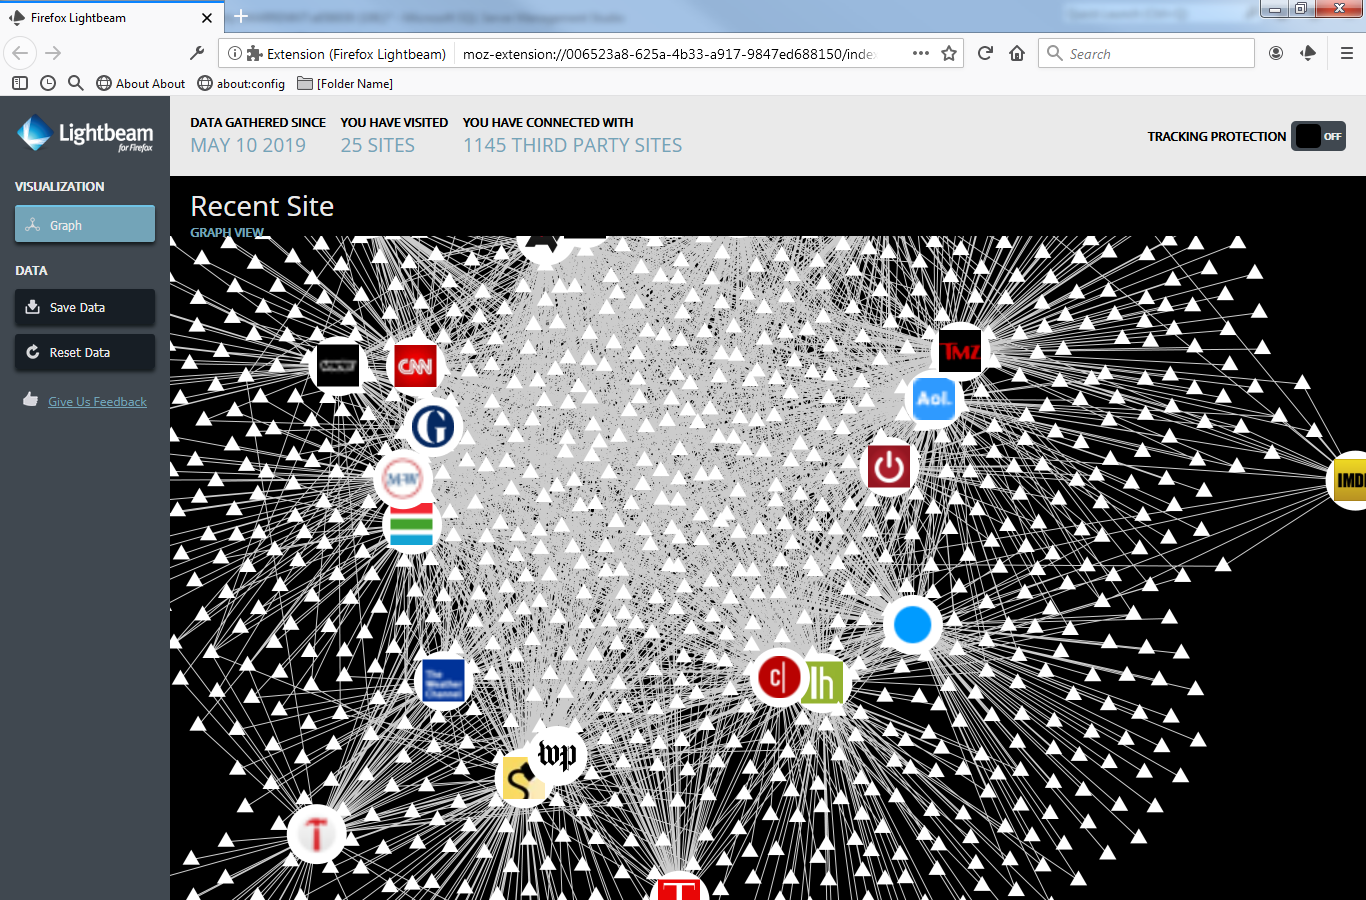 Firefox Lightbeam
Extension (Firefox Lightbeam)
moz-extension://006523a8-625a-4b33-a917-9847ed688150/index
Search
About About
about:config
[Folder Name]
Lightbeam
for Firefox
DATA GATHERED SINCE
MAY 10 2019
YOU HAVE VISITED
25 SITES
YOU HAVE CONNECTED WITH
1145 THIRD PARTY SITES
TRACKING PROTECTION
OFF
VISUALIZATION
Graph
DATA
Save Data
Reset Data
Give Us Feedback
Recent Site
GRAPH VIEW
CNN
TMZ
Aol.
G
M-W
IMD
The
Weather
Channel
c|
lh
wp
S
T
T